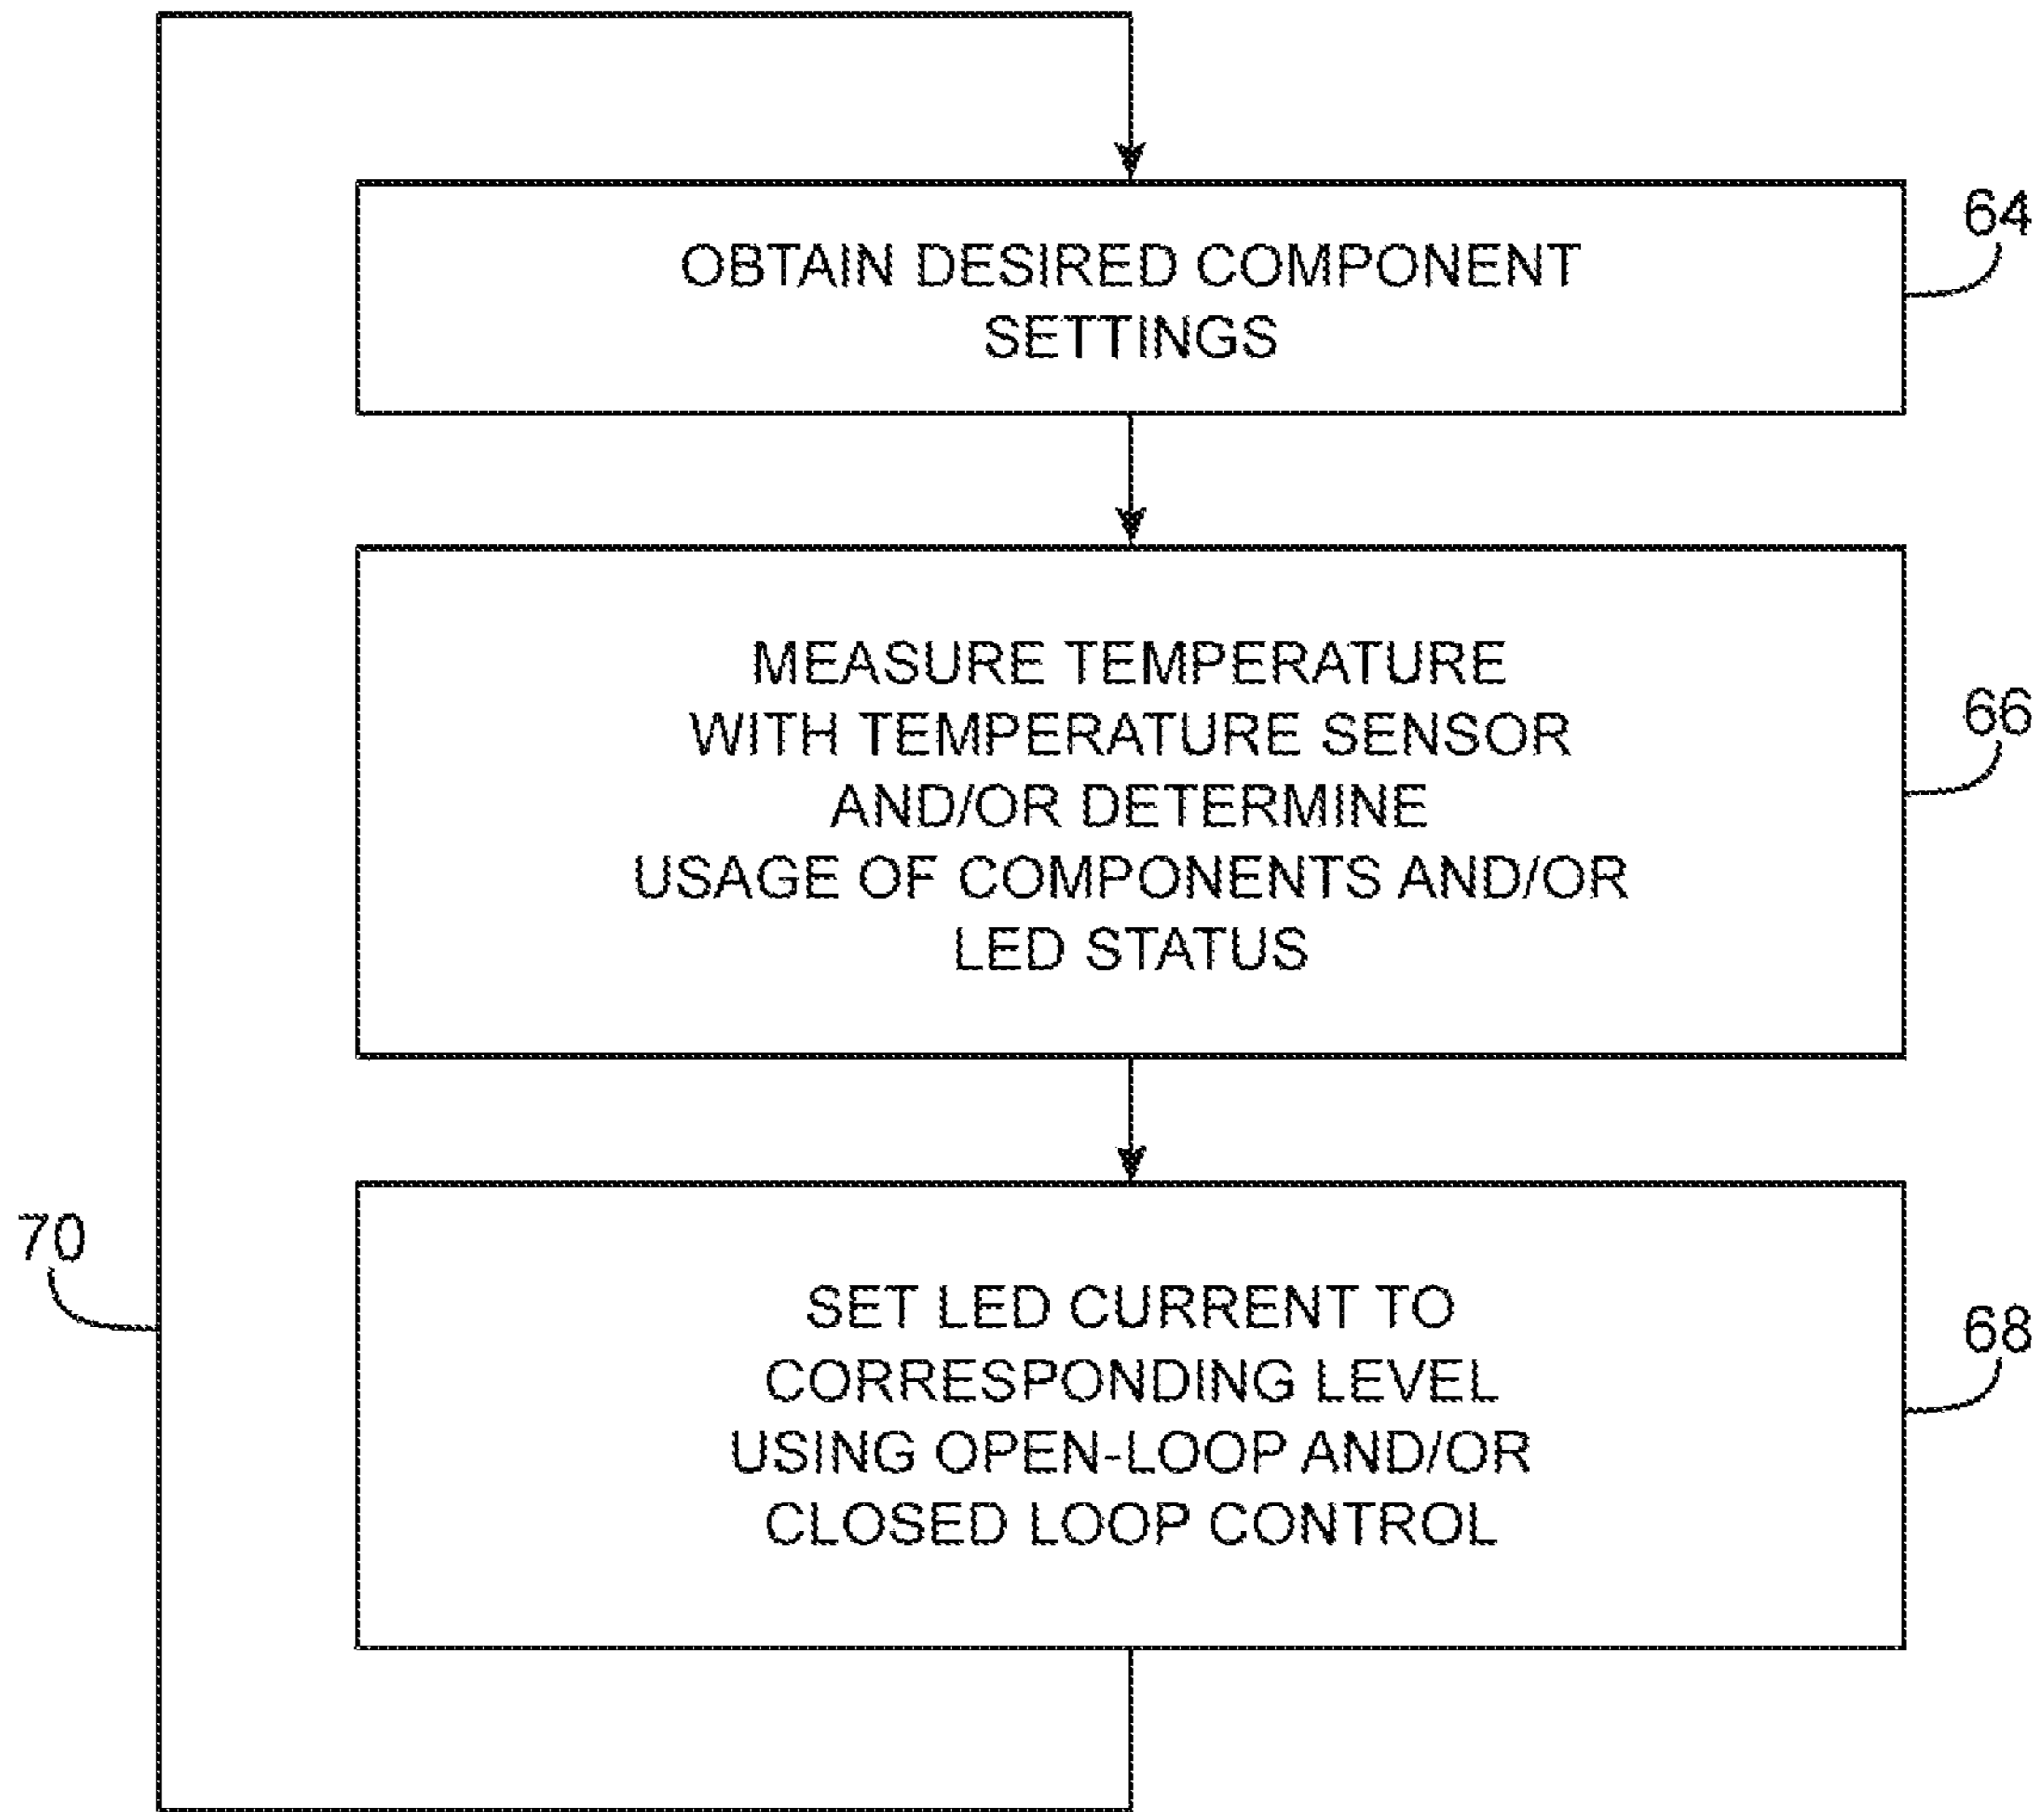 OBTAIN DESIRED COMPONENT
SETTINGS
64
MEASURE TEMPERATURE
WITH TEMPERATURE SENSOR
AND/OR DETERMINE
USAGE OF COMPONENTS AND/OR
LED STATUS
66
70
SET LED CURRENT TO
CORRESPONDING LEVEL
USING OPEN-LOOP AND/OR
CLOSED LOOP CONTROL
68